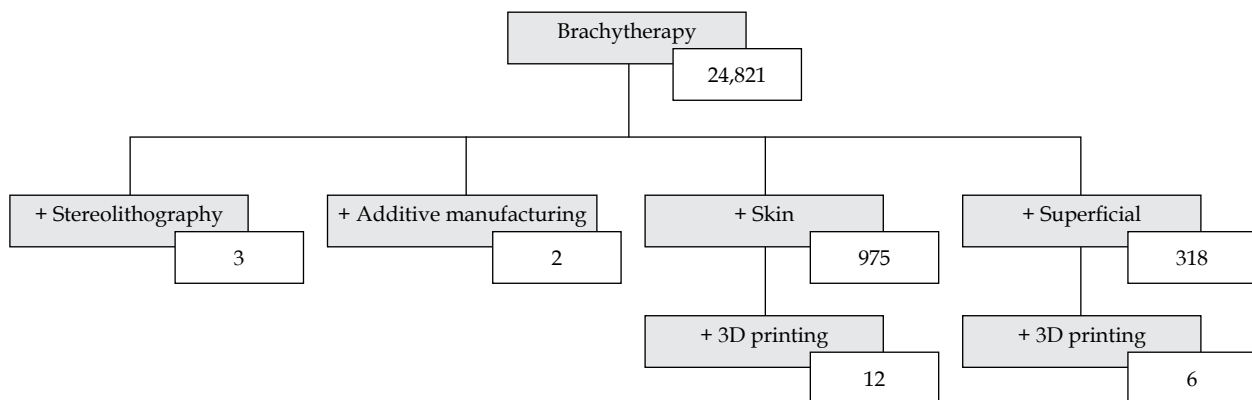 Brachytherapy
24,821
+ Stereolithography
3
+ Additive manufacturing
2
+ Skin
975
+ Superficial
318
+ 3D printing
12
+ 3D printing
6